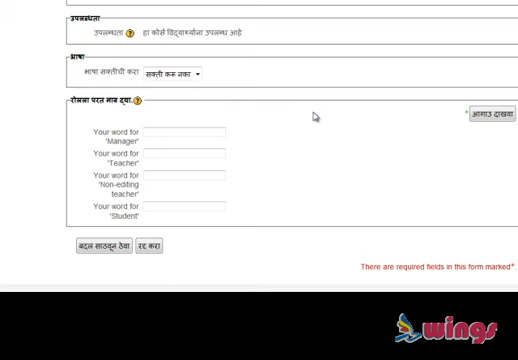 उपलब्धता
उपलब्धता हा कोर्स विद्यार्थ्यांना उपलब्ध आहे
भाषा
भाषा सक्तीची करा सक्ती करू नका
रोलला परत नाव द्या.
* आगाउ दाखवा
Your word for 'Manager'
Your word for 'Teacher'
Your word for 'Non-editing teacher'
Your word for 'Student'
बदल साठवून ठेवा रद्द करा
There are required fields in this form marked*
wings